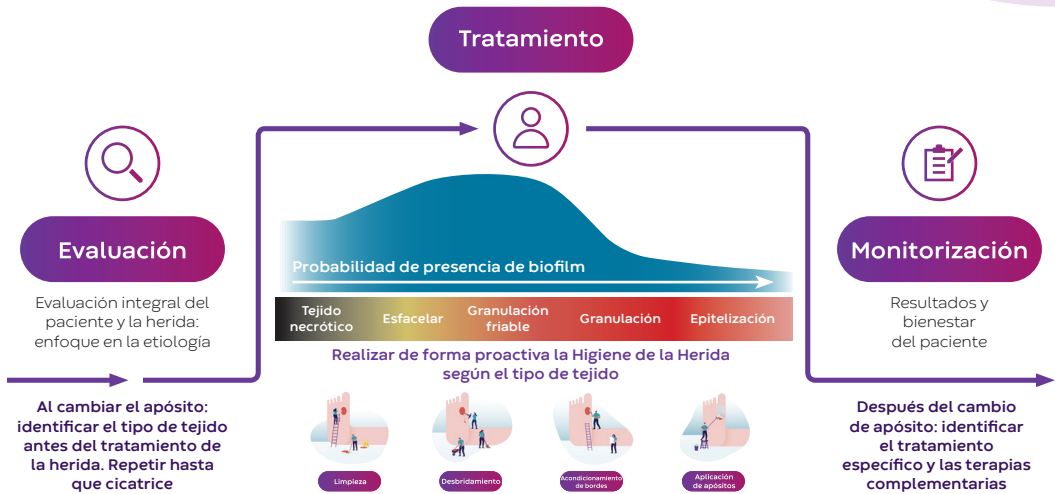 Tratamiento
Evaluación
Evaluación integral del
paciente y la herida:
enfoque en la etiología
Al cambiar el apósito:
identificar el tipo de tejido
antes del tratamiento de
la herida. Repetir hasta
que cicatrice
Probabilidad de presencia de biofilm
Tejido
necrótico
Esfacelar
Granulación
friable
Granulación
Epitelización
Realizar de forma proactiva la Higiene de la Herida
según el tipo de tejido
Limpieza
Desbridamiento
Acondicionamiento
de bordes
Aplicación
de apósitos
Monitorización
Resultados y
bienestar
del paciente
Después del cambio
de apósito: identificar
el tratamiento
específico y las terapias
complementarias